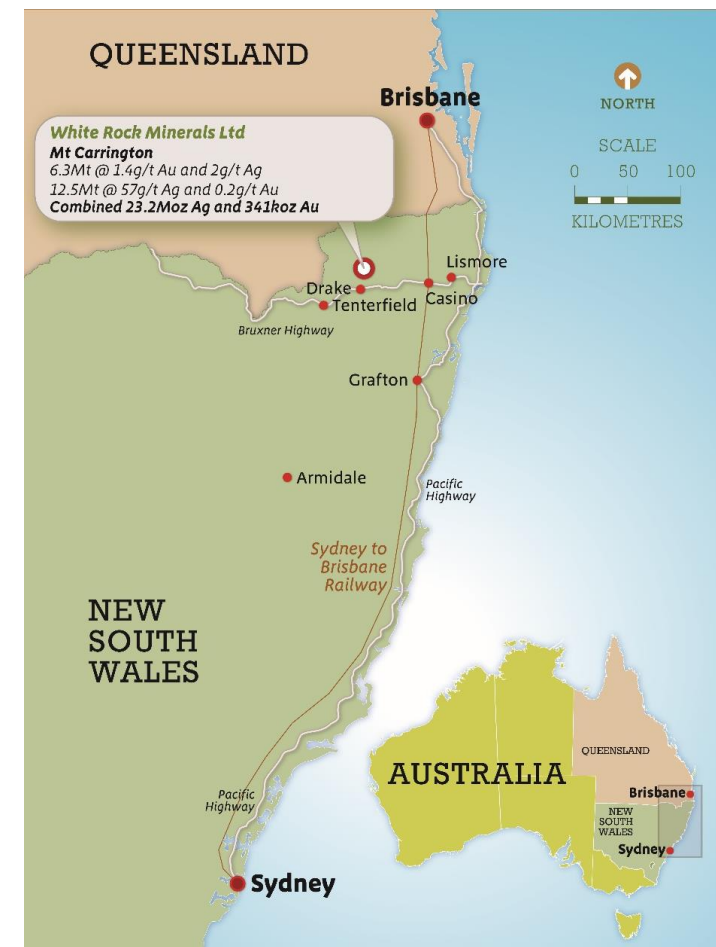 QUEENSLAND
Brisbane
NORTH
SCALE
0 50 100
KILOMETRES
White Rock Minerals Ltd
Mt Carrington
6.3Mt @ 1.4g/t Au and 2g/t Ag
12.5Mt @ 57g/t Ag and 0.2g/t Au
Combined 23.2Moz Ag and 341koz Au
Lismore
Drake
Casino
Tenterfield
Bruxner Highway
Grafton
Armidale
Pacific
Highway
Sydney to
Brisbane
Railway
NEW
SOUTH
WALES
Pacific
Highway
Sydney
AUSTRALIA
QUEENSLAND
Brisbane
NEW
SOUTH
WALES
Sydney